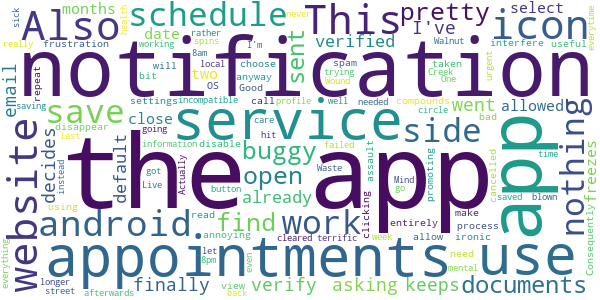 Also
months
schedule
This
pretty
icon
sick
health
never
date
rather
I've
select
everytime
really
frustration
working
8am
I'm
verified
Walnut
interfere
useful
notification
email
repeat
saving
spins
OS
local
choose
spam
taken
Creek
urgent
bit
will
two
sent
anyway
trying
Wound
One
settings
incompatible
Good
call
profile
well
needed
compounds
circle
save
service
side
went
allowed
website
close
going
disable
care
hit
assault
bad
time
nothing
everything
disappear
last
information
failed
Waste
promoting
cancelled
saved
blown
less
instead
decides
default
got
Live
Actually
button
buggy
the app
app
Mind
go
entirely
make
process
ironic
Consequently
freezes
android
open
already
find
work
clicking
using
read
annoying
let
8pm
cleared
terrific
week
allow
need
mental
appointments
use
longer
street
afterwards
finally
view
back
even
verify
asking
keeps
documents